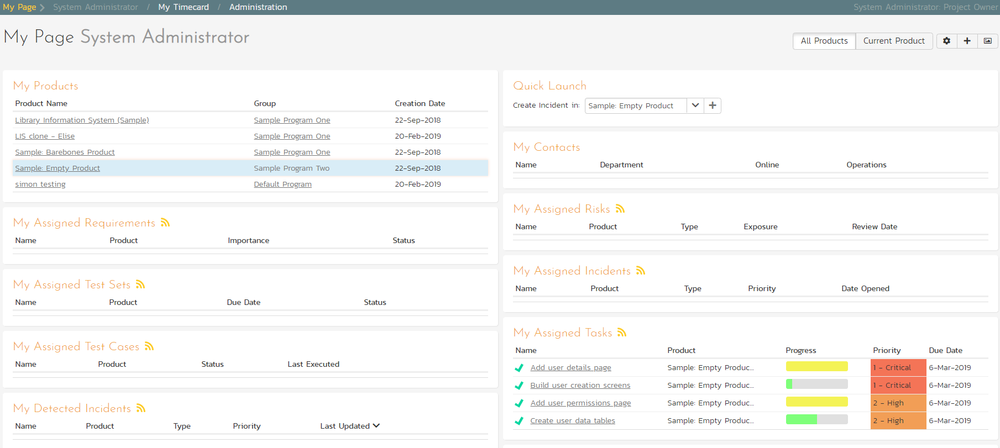 My Page System Administrator / My Timecard / Administration System Administrator: Project Owner
My Page System Administrator
All Products Current Product
My Products
Product Name Group Creation Date
Library Information System (Sample) Sample Program One 22-Sep-2018
LIS clone - Elise Sample Program One 20-Feb-2019
Sample: Barebones Product Sample Program One 22-Sep-2018
Sample: Empty Product Sample Program Two 22-Sep-2018
simon testing Default Program 20-Feb-2019
My Assigned Requirements
Name Product Importance Status
My Assigned Test Sets
Name Product Due Date Status
My Assigned Test Cases
Name Product Status Last Executed
My Detected Incidents
Name Product Type Priority Last Updated
Quick Launch
Create Incident in: Sample: Empty Product
My Contacts
Name Department Online Operations
My Assigned Risks
Name Product Type Exposure Review Date
My Assigned Incidents
Name Product Type Priority Date Opened
My Assigned Tasks
Name Product Progress Priority Due Date
Add user details page Sample: Empty Produc... 1 - Critical 6-Mar-2019
Build user creation screens Sample: Empty Produc... 1 - Critical 6-Mar-2019
Add user permissions page Sample: Empty Produc... 2 - High 6-Mar-2019
Create user data tables Sample: Empty Produc... 2 - High 6-Mar-2019